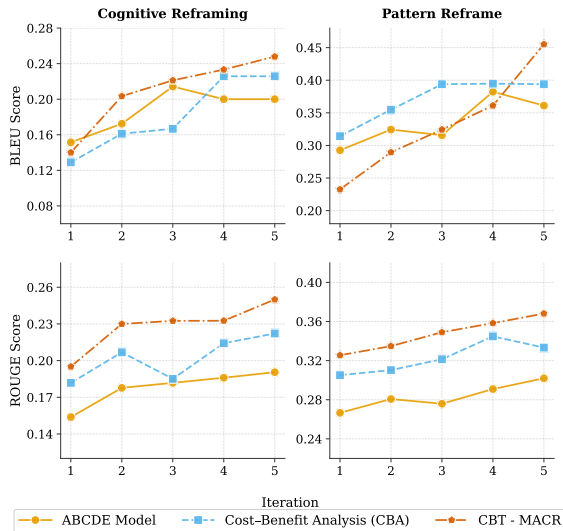 Cognitive Reframing
Pattern Reframe
BLEU Score
0.28
0.24
0.20
0.16
0.12
0.08
1 2 3 4 5
0.45
0.40
0.35
0.30
0.25
0.20
1 2 3 4 5
ROUGE Score
0.26
0.23
0.20
0.17
0.14
1 2 3 4 5
0.40
0.36
0.32
0.28
0.24
1 2 3 4 5
Iteration
ABCDE Model Cost–Benefit Analysis (CBA) CBT - MACR